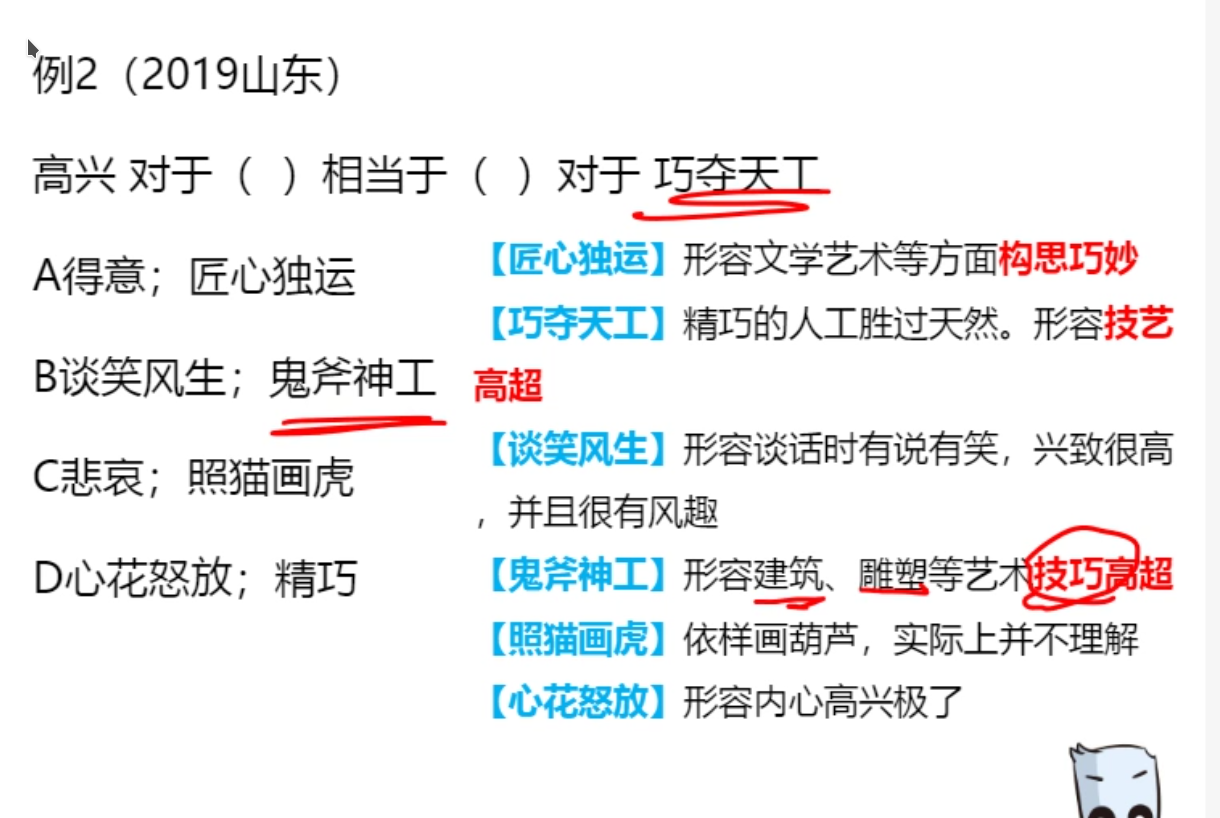 例2（2019山东）
高兴 对于（ ）相当于（ ）对于 巧夺天工
A得意；匠心独运
B谈笑风生；鬼斧神工
C悲哀；照猫画虎
D心花怒放；精巧
【匠心独运】形容文学艺术等方面构思巧妙
【巧夺天工】精巧的人工胜过天然。形容技艺
高超
【谈笑风生】形容谈话时有说有笑，兴致很高
，并且很有风趣
【鬼斧神工】形容建筑、雕塑等艺术技巧高超
【照猫画虎】依样画葫芦，实际上并不理解
【心花怒放】形容内心高兴极了